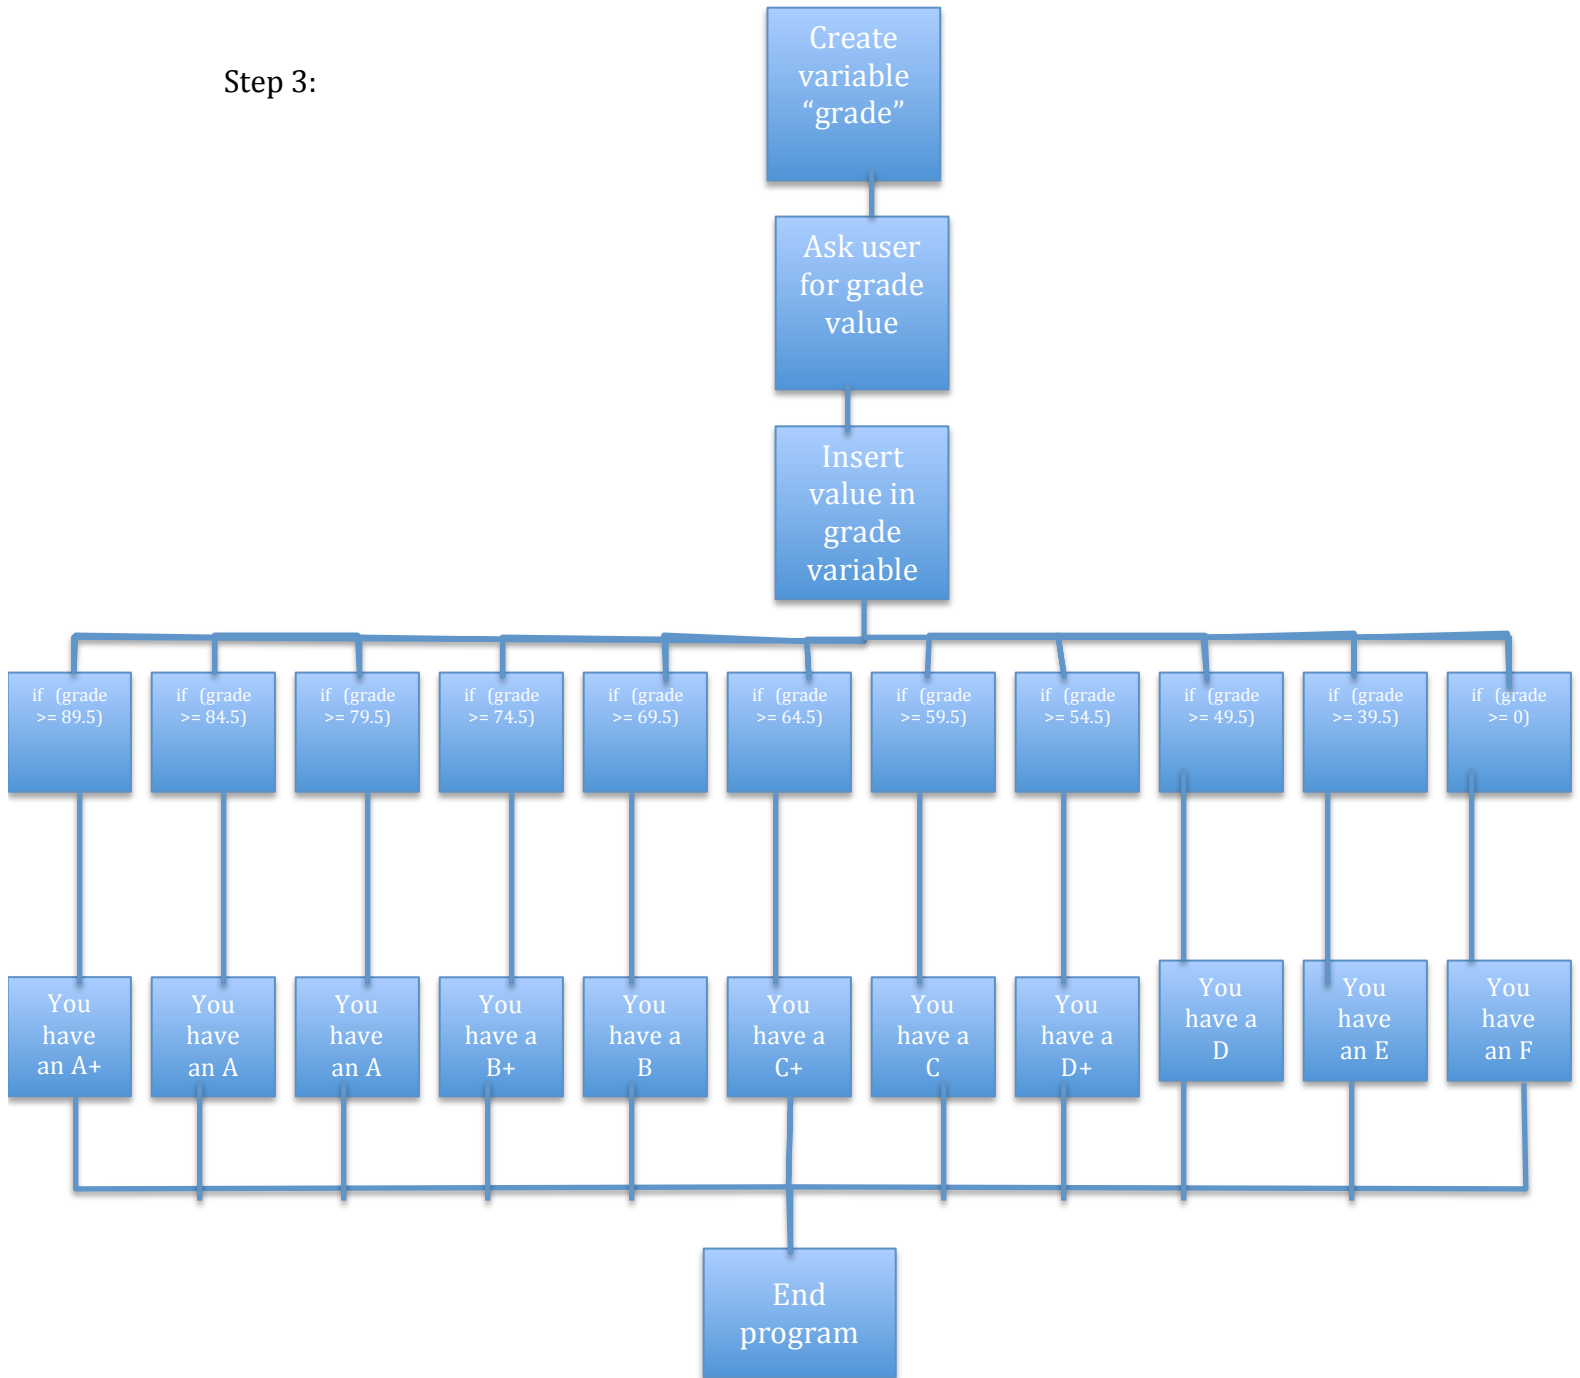 Step 3:
Create
variable
“grade”
Ask user
for grade
value
Insert
value in
grade
variable
if (grade
>= 89.5)
if (grade
>= 84.5)
if (grade
>= 79.5)
if (grade
>= 74.5)
if (grade
>= 69.5)
if (grade
>= 64.5)
if (grade
>= 59.5)
if (grade
>= 54.5)
if (grade
>= 49.5)
if (grade
>= 39.5)
if (grade
>= 0)
You
have
an A+
You
have
an A
You
have
an A
You
have a
B+
You
have a
B
You
have a
C+
You
have a
C
You
have a
D+
You
have a
D
You
have
an E
You
have
an F
End
program